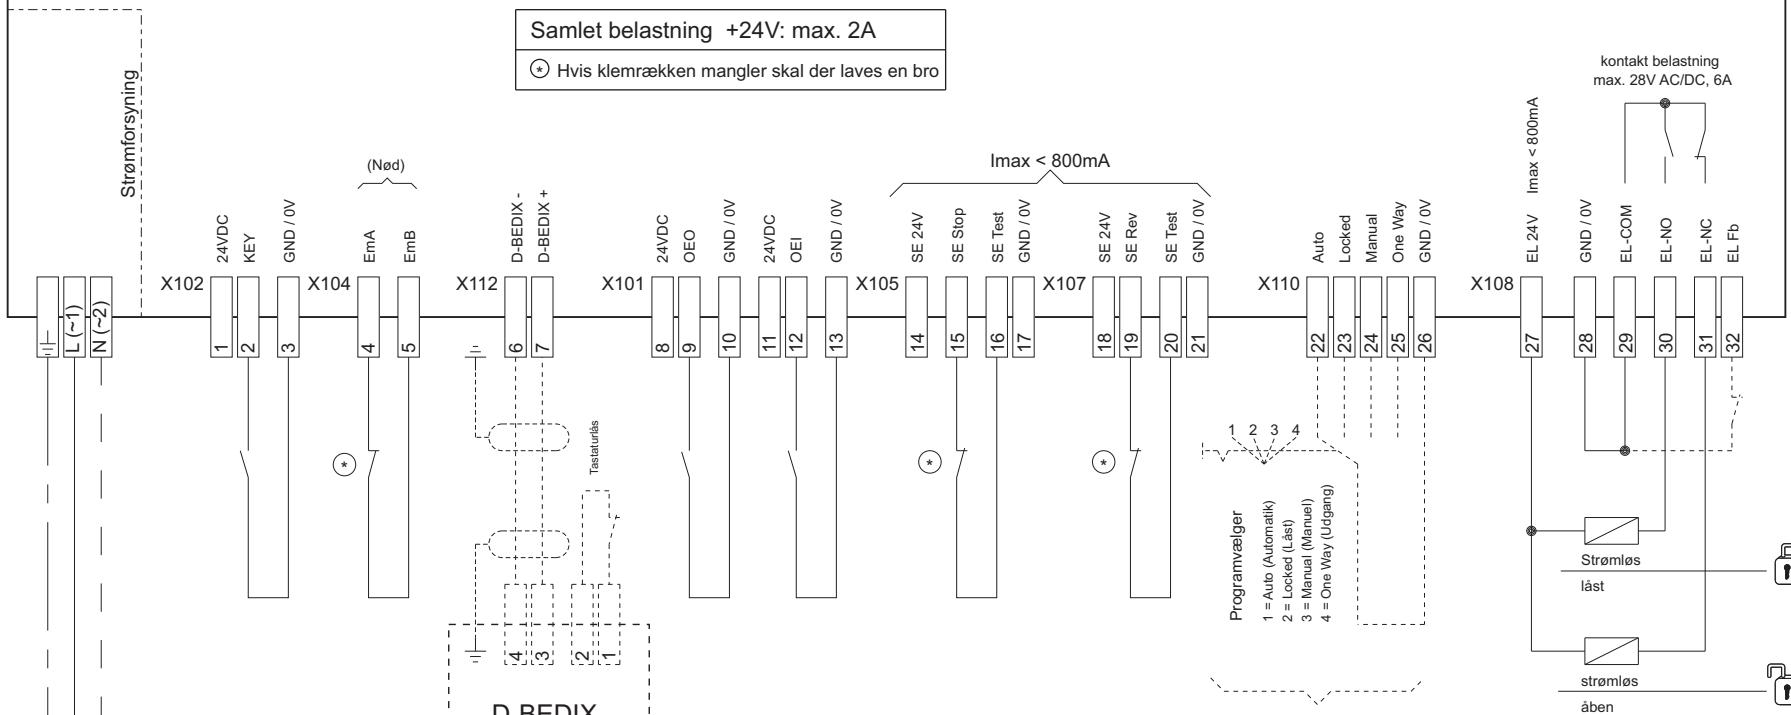 Samlet belastning +24V: max. 2A
* Hvis klemrækken mangler skal der laves en bro
Strømforsyning
kontakt belastning
max. 28V AC/DC, 6A
(Nød)
Imax < 800mA
Imax < 800mA
L (~1)
N (~2)
X102
24VDC
KEY
GND / 0V
X104
EmA
EmB
X112
D-BEDIX -
D-BEDIX +
X101
24VDC
OEO
GND / 0V
24VDC
OEI
GND / 0V
X105
SE 24V
SE Stop
SE Test
GND / 0V
X107
SE 24V
SE Rev
SE Test
GND / 0V
X110
Auto
Locked
Manual
One Way
GND / 0V
X108
EL 24V
GND / 0V
EL-COM
EL-NO
EL-NC
EL Fb
1
2
3
4
5
6
7
8
9
10
11
12
13
14
15
16
17
18
19
20
21
22
23
24
25
26
27
28
29
30
31
32
*
*
*
Tastaturlås
1 2 3 4
Programvælger
1 = Auto (Automatik)
2 = Locked (Låst)
3 = Manual (Manuel)
4 = One Way (Udgang)
Strømløs
låst
strømløs
åben
4
3
2
1
D-BEDIX